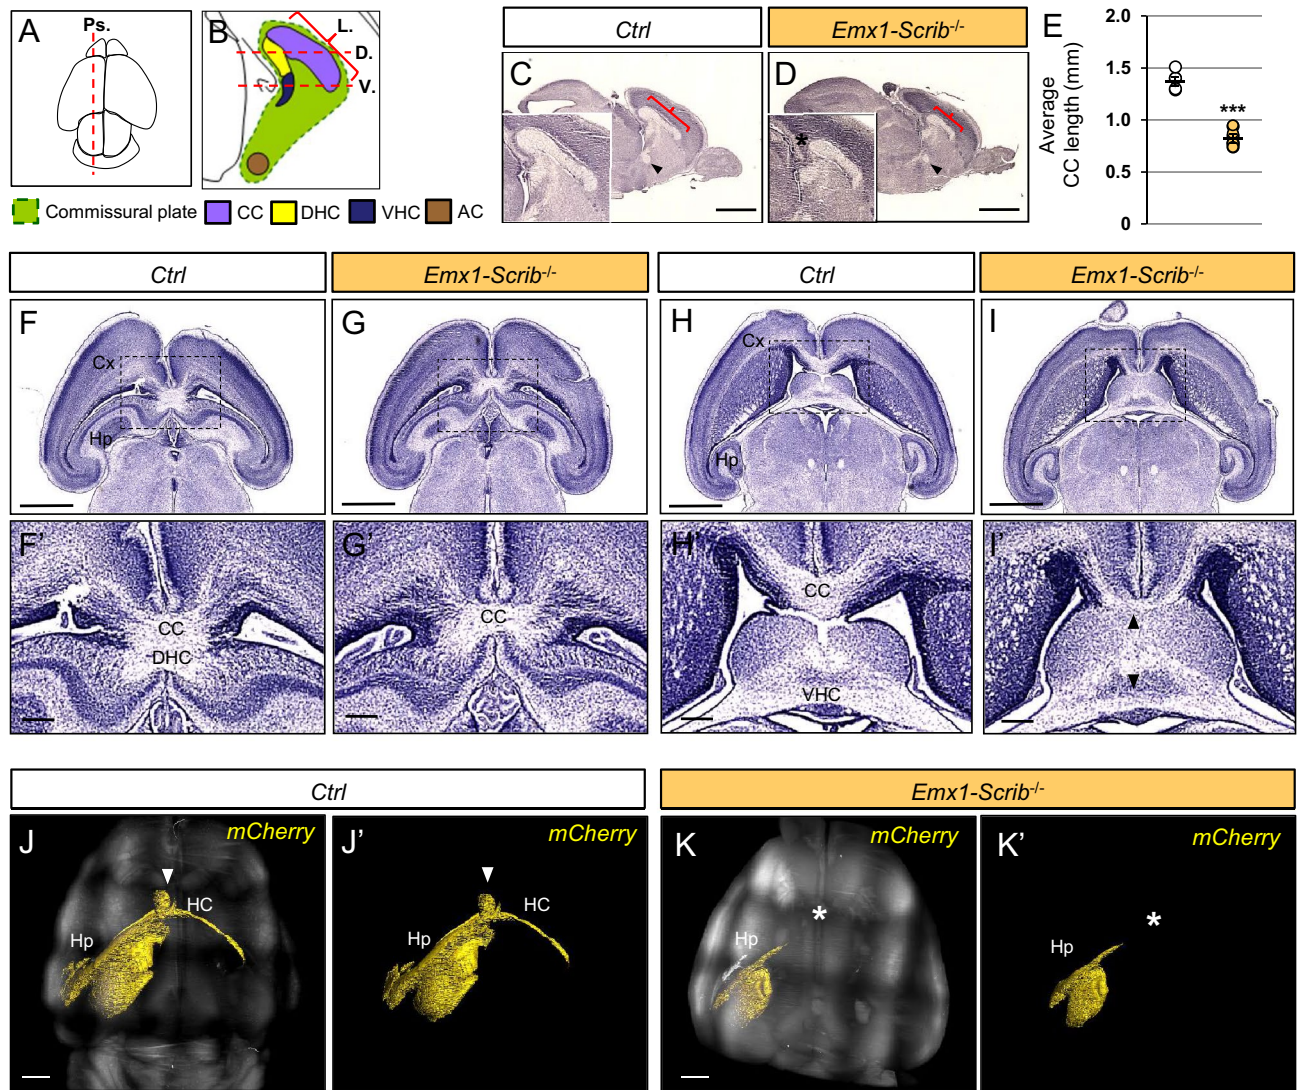 A
Ps.
B
L.
D.
V.
Commissural plate
CC
DHC
VHC
AC
Ctrl
Emx1-Scrib-/-
C
D
*
E
Average
CC length (mm)
2.0
1.5
1.0
0.5
0
***
Ctrl
Emx1-Scrib-/-
Ctrl
Emx1-Scrib-/-
F
Cx
Hp
G
H
Cx
Hp
I
F'
CC
DHC
G'
CC
H'
CC
VHC
I'
Ctrl
Emx1-Scrib-/-
J
mCherry
HC
Hp
J'
mCherry
HC
Hp
K
mCherry
*
Hp
K'
mCherry
*
Hp